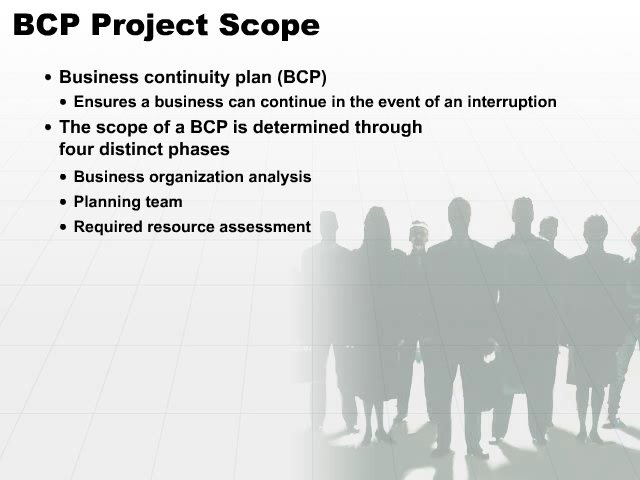 BCP Project Scope
• Business continuity plan (BCP)
• Ensures a business can continue in the event of an interruption
• The scope of a BCP is determined through
four distinct phases
• Business organization analysis
• Planning team
• Required resource assessment